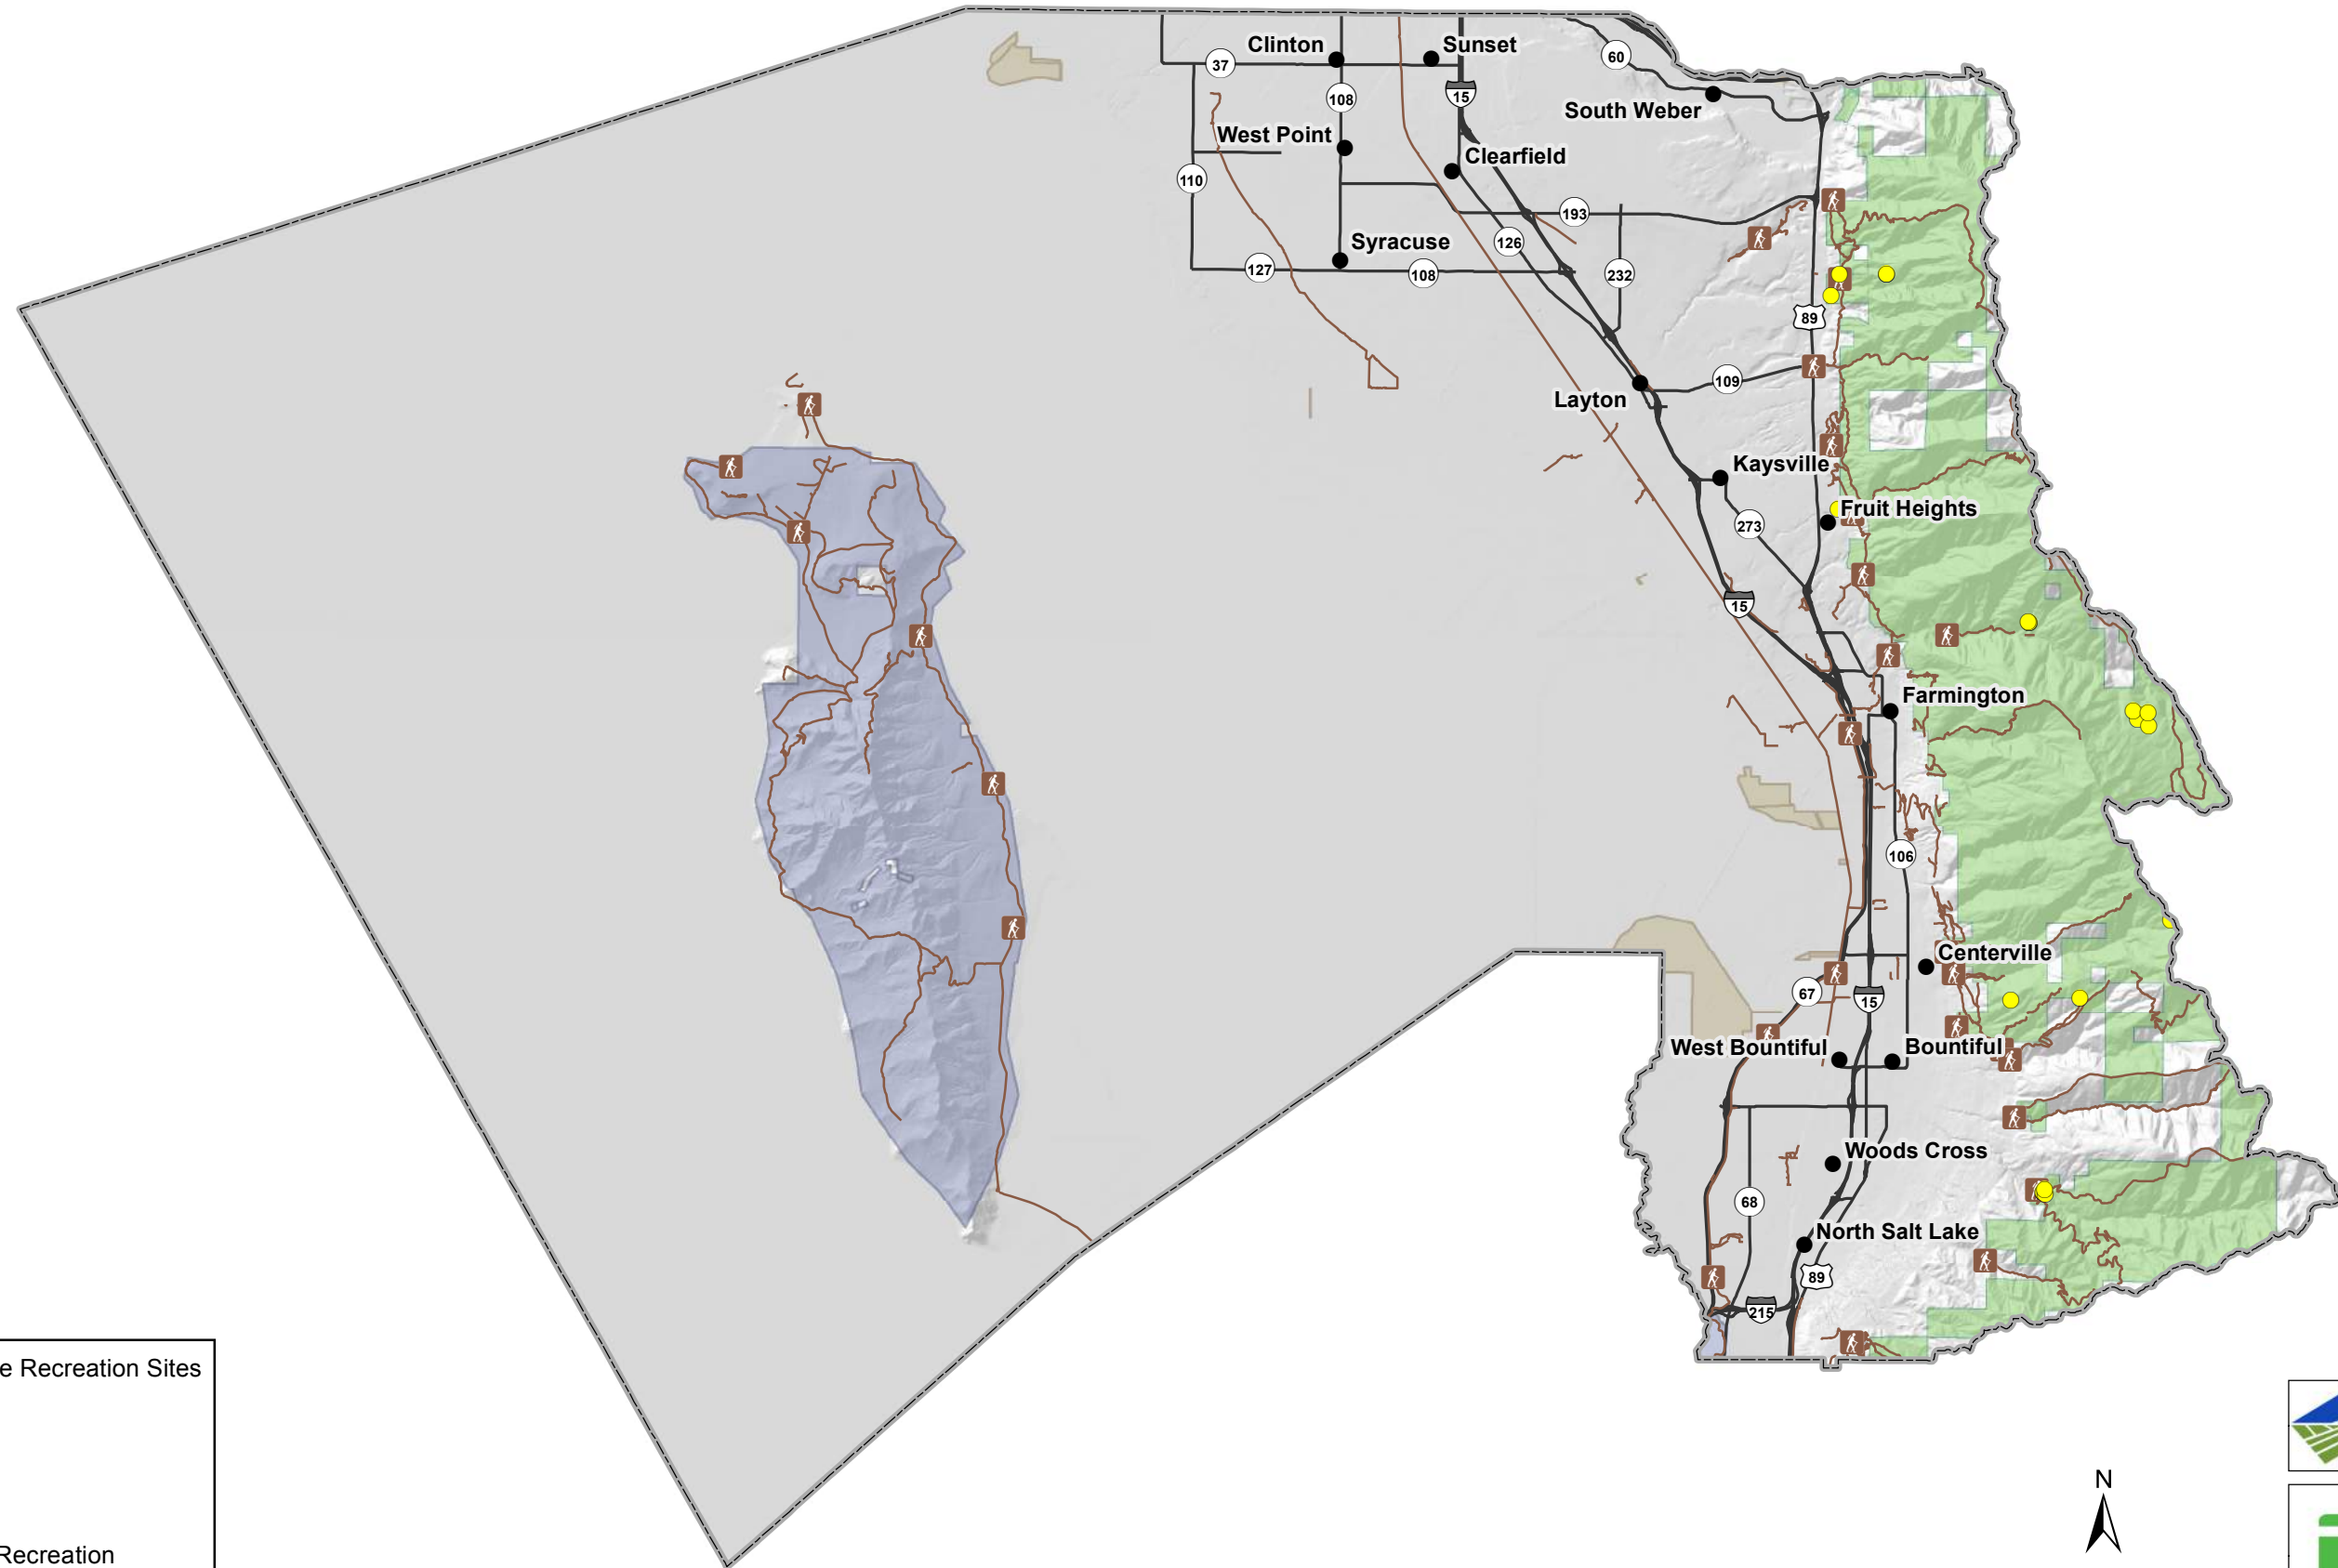 Clinton
Sunset
60
37
108
15
South Weber
West Point
Clearfield
110
193
Syracuse
126
127
108
232
89
109
Layton
Kaysville
Fruit Heights
273
15
Farmington
106
Centerville
67
15
West Bountiful
Bountiful
Woods Cross
68
North Salt Lake
89
215
e Recreation Sites
N
Recreation